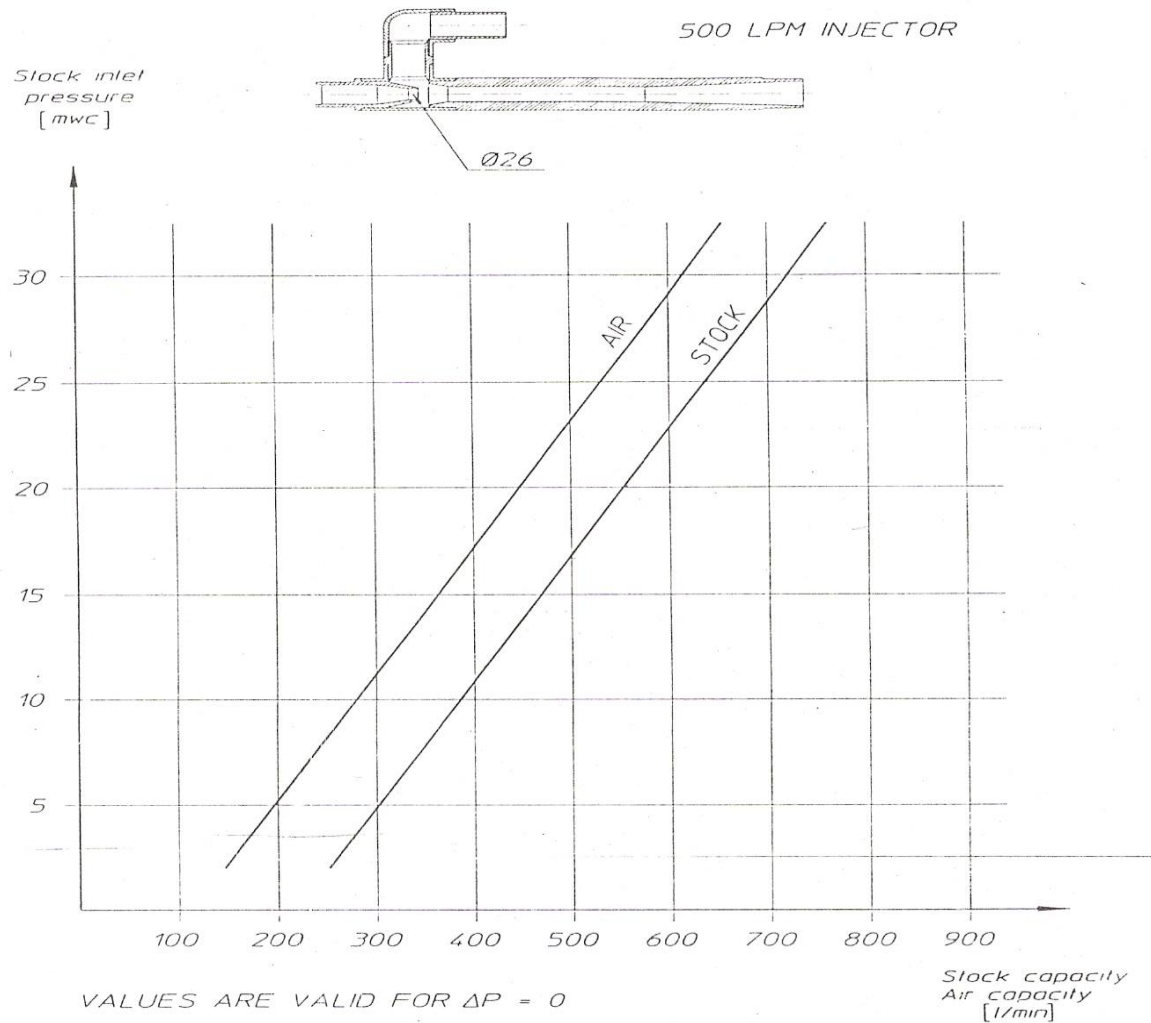 500 LPM INJECTOR
Stock inlet
pressure
[mwc]
Ø26
30
AIR
STOCK
25
20
15
10
5
100 200 300 400 500 600 700 800 900
Stock capacity
Air capacity
[l/min]
VALUES ARE VALID FOR ΔP = 0